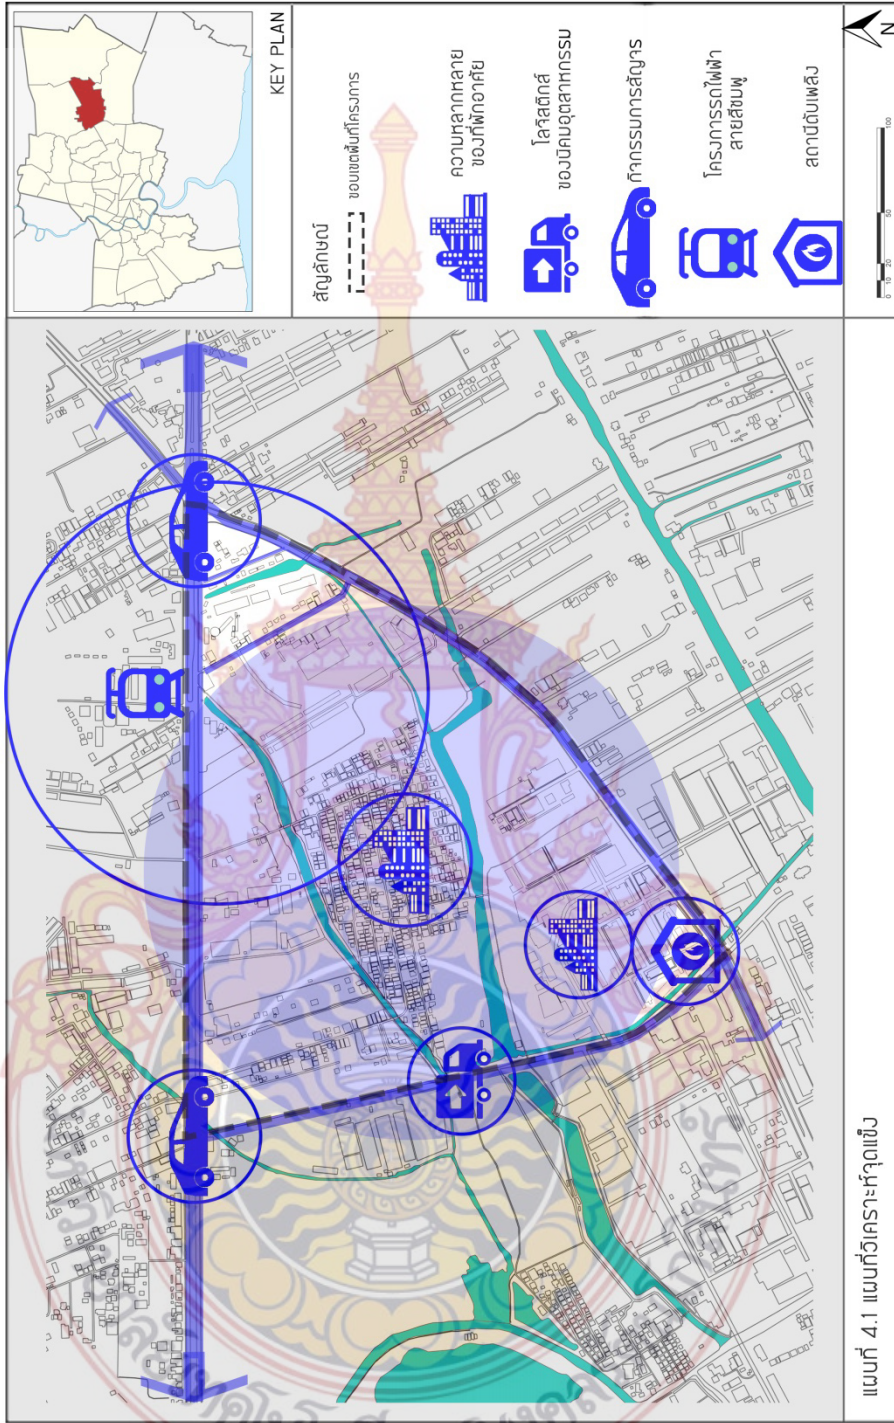 KEY PLAN
สัญลักษณ์
ขอบเขตพื้นที่โครงการ
ความหลากหลาย
ของที่พักอาศัย
โลจิสติกส์
ของนิคมอุตสาหกรรม
กิจกรรมการสัญจร
โครงการรถไฟฟ้า
สายสีชมพู
สถานีดับเพลิง
N
0 10 20 50 100
แผนที่ 4.1 แผนที่วิเคราะห์จุดแข็ง